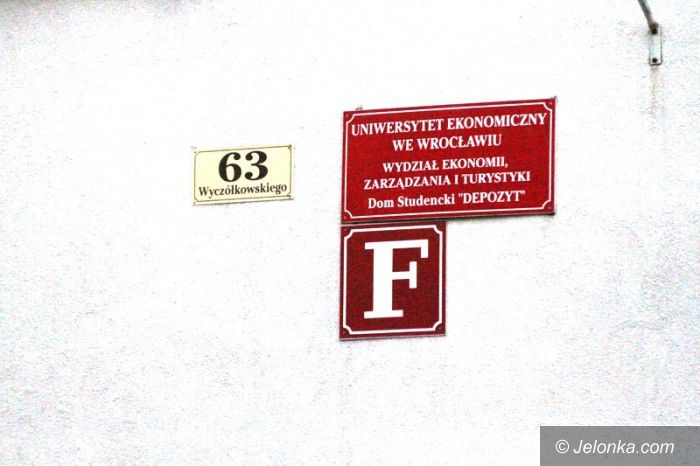 63
Wyczółkowskiego
UNIWERSYTET EKONOMICZNY
WE WROCŁAWIU
WYDZIAŁ EKONOMII,
ZARZĄDZANIA I TURYSTYKI
Dom Studencki "DEPOZYT"
F
© Jelonka.com